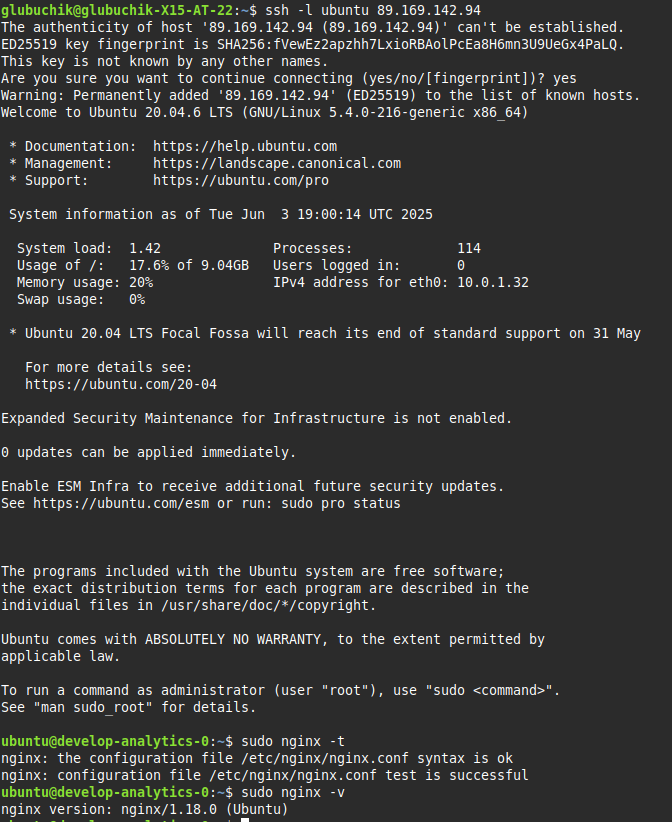 glubuchik@glubuchik-X15-AT-22:~$ ssh -l ubuntu 89.169.142.94
The authenticity of host '89.169.142.94 (89.169.142.94)' can't be established.
ED25519 key fingerprint is SHA256:fVewEz2apzhh7LxioRBAolPcEa8H6mn3U9UeGx4PaLQ.
This key is not known by any other names.
Are you sure you want to continue connecting (yes/no/[fingerprint])? yes
Warning: Permanently added '89.169.142.94' (ED25519) to the list of known hosts.
Welcome to Ubuntu 20.04.6 LTS (GNU/Linux 5.4.0-216-generic x86_64)

 * Documentation:  https://help.ubuntu.com
 * Management:     https://landscape.canonical.com
 * Support:        https://ubuntu.com/pro

 System information as of Tue Jun  3 19:00:14 UTC 2025

  System load:  1.42              Processes:             114
  Usage of /:   17.6% of 9.04GB   Users logged in:       0
  Memory usage: 20%               IPv4 address for eth0: 10.0.1.32
  Swap usage:   0%

 * Ubuntu 20.04 LTS Focal Fossa will reach its end of standard support on 31 May

   For more details see:
   https://ubuntu.com/20-04

Expanded Security Maintenance for Infrastructure is not enabled.

0 updates can be applied immediately.

Enable ESM Infra to receive additional future security updates.
See https://ubuntu.com/esm or run: sudo pro status

The programs included with the Ubuntu system are free software;
the exact distribution terms for each program are described in the
individual files in /usr/share/doc/*/copyright.

Ubuntu comes with ABSOLUTELY NO WARRANTY, to the extent permitted by
applicable law.

To run a command as administrator (user "root"), use "sudo <command>".
See "man sudo_root" for details.

ubuntu@develop-analytics-0:~$ sudo nginx -t
nginx: the configuration file /etc/nginx/nginx.conf syntax is ok
nginx: configuration file /etc/nginx/nginx.conf test is successful
ubuntu@develop-analytics-0:~$ sudo nginx -v
nginx version: nginx/1.18.0 (Ubuntu)